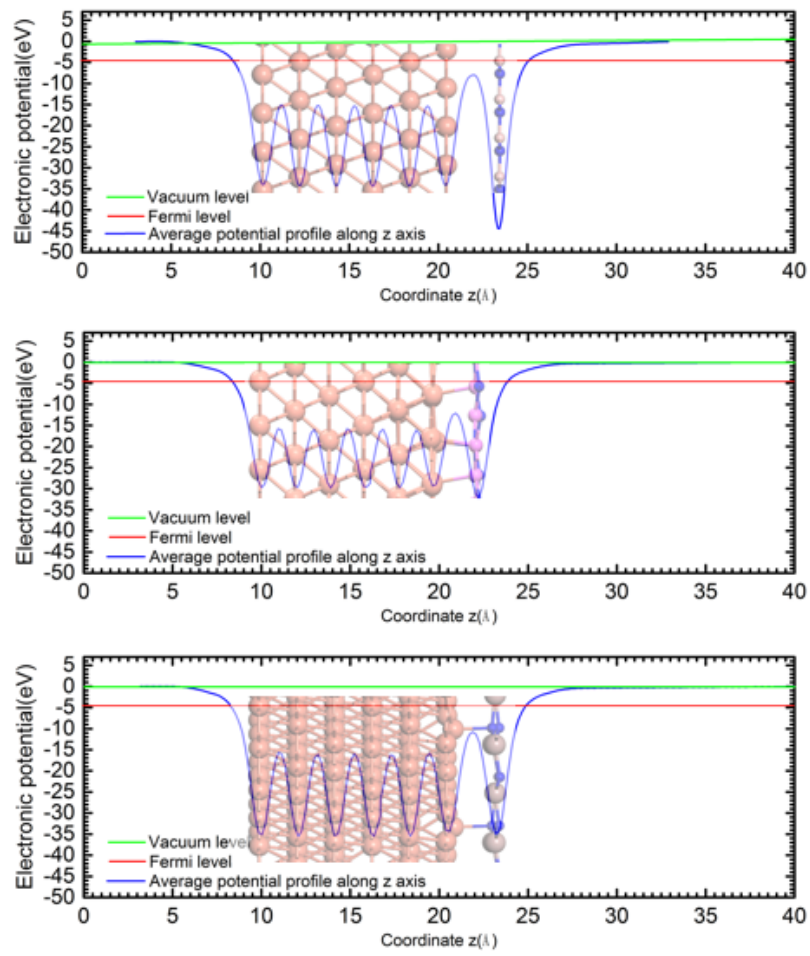 5
0
-5
-10
-15
-20
-25
-30
-35
-40
-45
-50
Electronic potential(eV)
Vacuum level
Fermi level
Average potential profile along z axis
0 5 10 15 20 25 30 35 40
Coordinate z(Å)
5
0
-5
-10
-15
-20
-25
-30
-35
-40
-45
-50
Electronic potential(eV)
Vacuum level
Fermi level
Average potential profile along z axis
0 5 10 15 20 25 30 35 40
Coordinate z(Å)
5
0
-5
-10
-15
-20
-25
-30
-35
-40
-45
-50
Electronic potential(eV)
Vacuum level
Fermi level
Average potential profile along z axis
0 5 10 15 20 25 30 35 40
Coordinate z(Å)